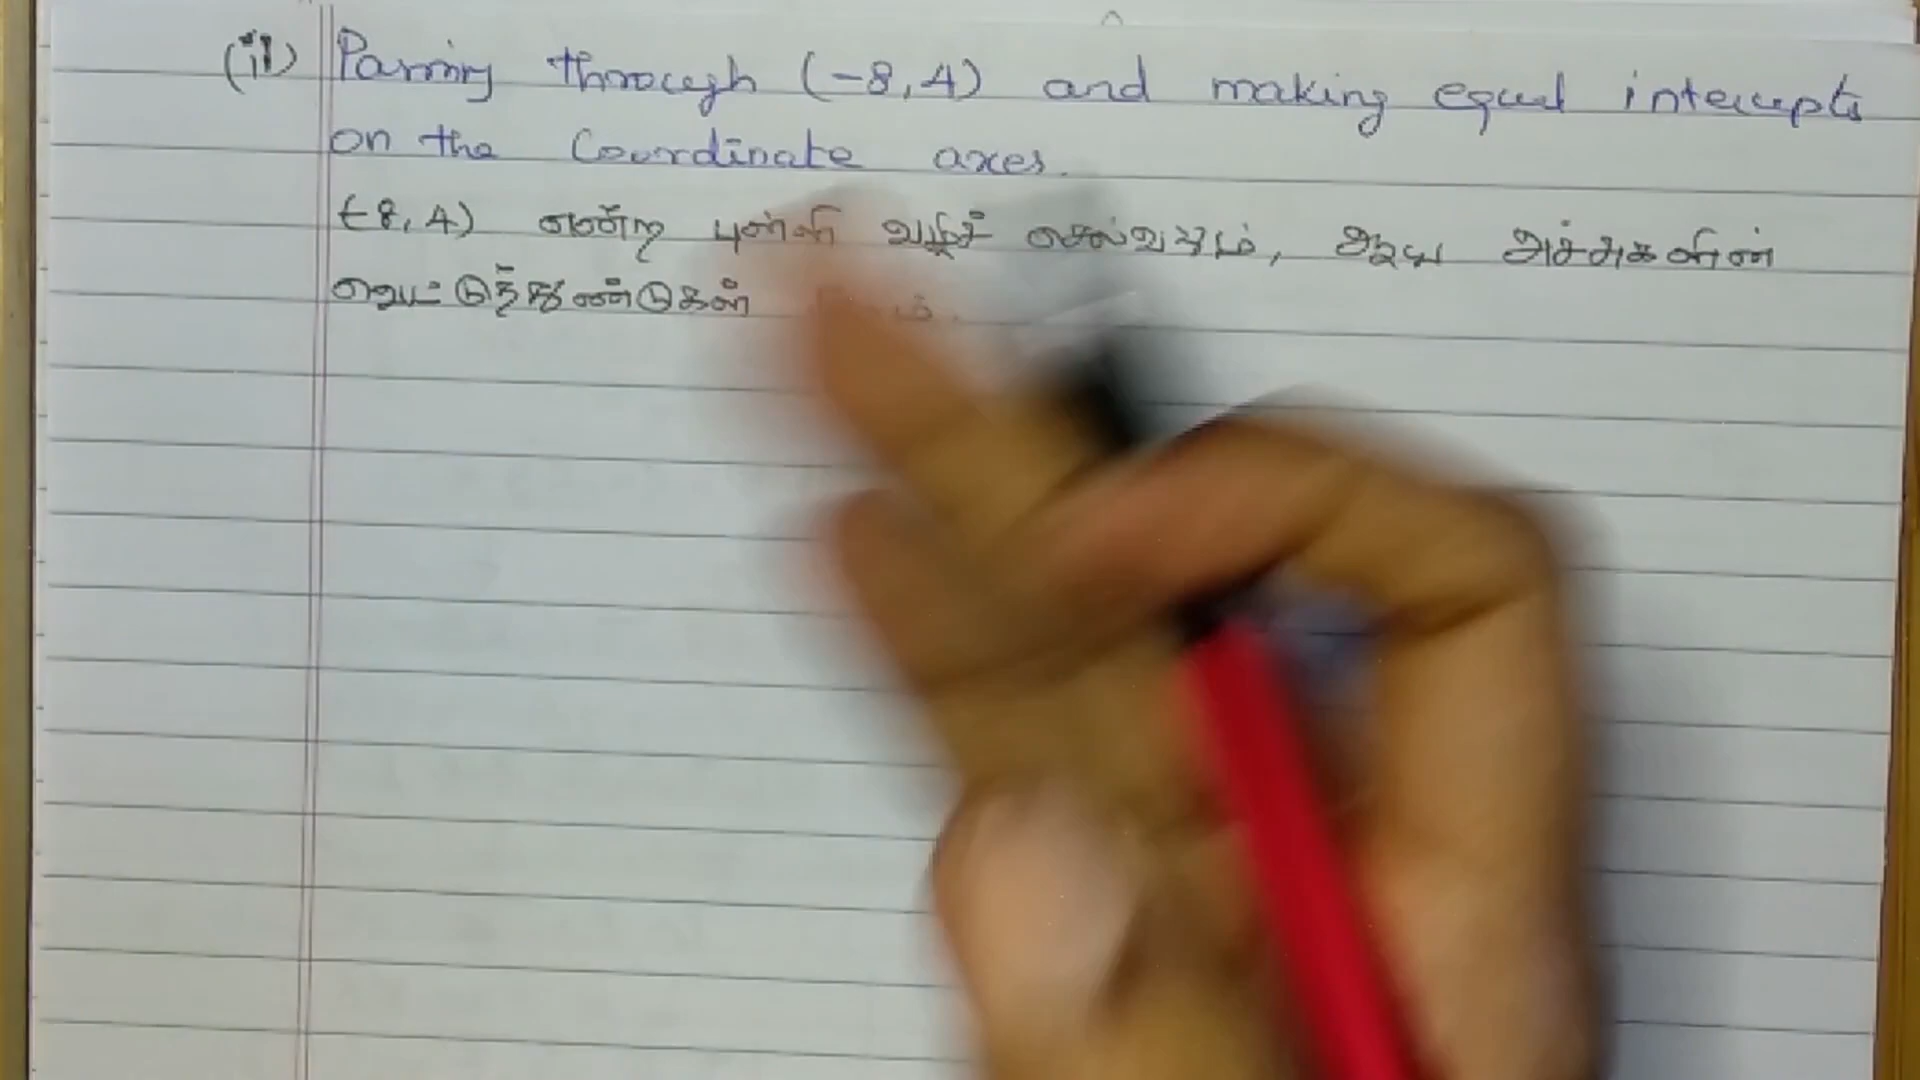 (ii) Passing through (-8,4) and making equal intercepts
on the Coordinate axes.
(-8,4) என்ற புள்ளி வழிச் செல்வதும், ஆய அச்சுகளின்
வெட்டுத்துண்டுகள்